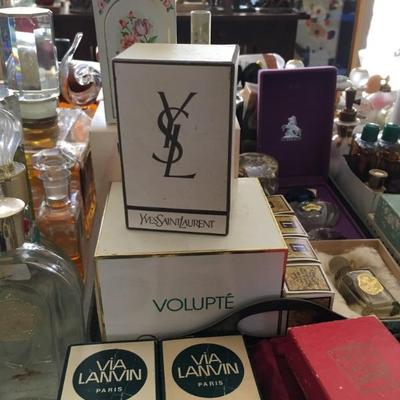 YSL
YVESSAINTLAURENT
VOLUPTÉ
VIA
LANVIN
PARIS
VIA
LANVIN
PARIS